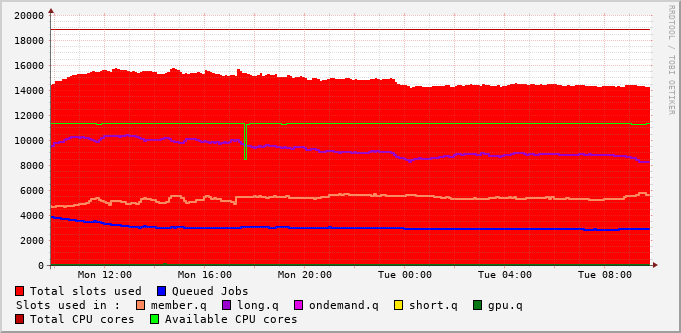 20000
18000
16000
14000
12000
10000
8000
6000
4000
2000
0
Mon 12:00 Mon 16:00 Mon 20:00 Tue 00:00 Tue 04:00 Tue 08:00
Total slots used Queued Jobs
Slots used in : member.q long.q ondemand.q short.q gpu.q
Total CPU cores Available CPU cores
RRDTOOL / TOBI OETIKER